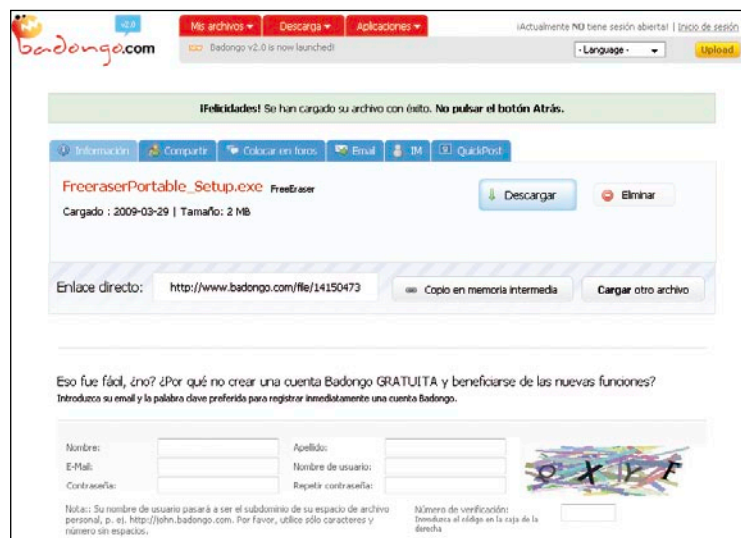 v2.0
badongo.com
Mis archivos Descarga Aplicaciones
¡Actualmente NO tiene sesión abierta! | Inicio de sesión
Badongo v2.0 is now launched!
- Language - Upload
¡Felicidades! Se han cargado su archivo con éxito. No pulsar el botón Atrás.
Información Compartir Colocar en foros Email IM QuickPost
FreeraserPortable_Setup.exe FreeEraser
Descargar Eliminar
Cargado : 2009-03-29 | Tamaño: 2 MB
Enlace directo: http://www.badongo.com/file/14150473 Copio en memoria intermedia Cargar otro archivo
Eso fue fácil, ¿no? ¿Por qué no crear una cuenta Badongo GRATUITA y beneficiarse de las nuevas funciones?
Introduzca su email y la palabra clave preferida para registrar inmediatamente una cuenta Badongo.
Nombre: Apellido:
E-Mail: Nombre de usuario:
Contraseña: Repetir contraseña:
Nota:: Su nombre de usuario pasará a ser el subdominio de su espacio de archivo
personal, p. ej. http://john.badongo.com. Por favor, utilice sólo caracteres y
número sin espacios.
Número de verificación:
Introduzca el código en la caja de la
derecha